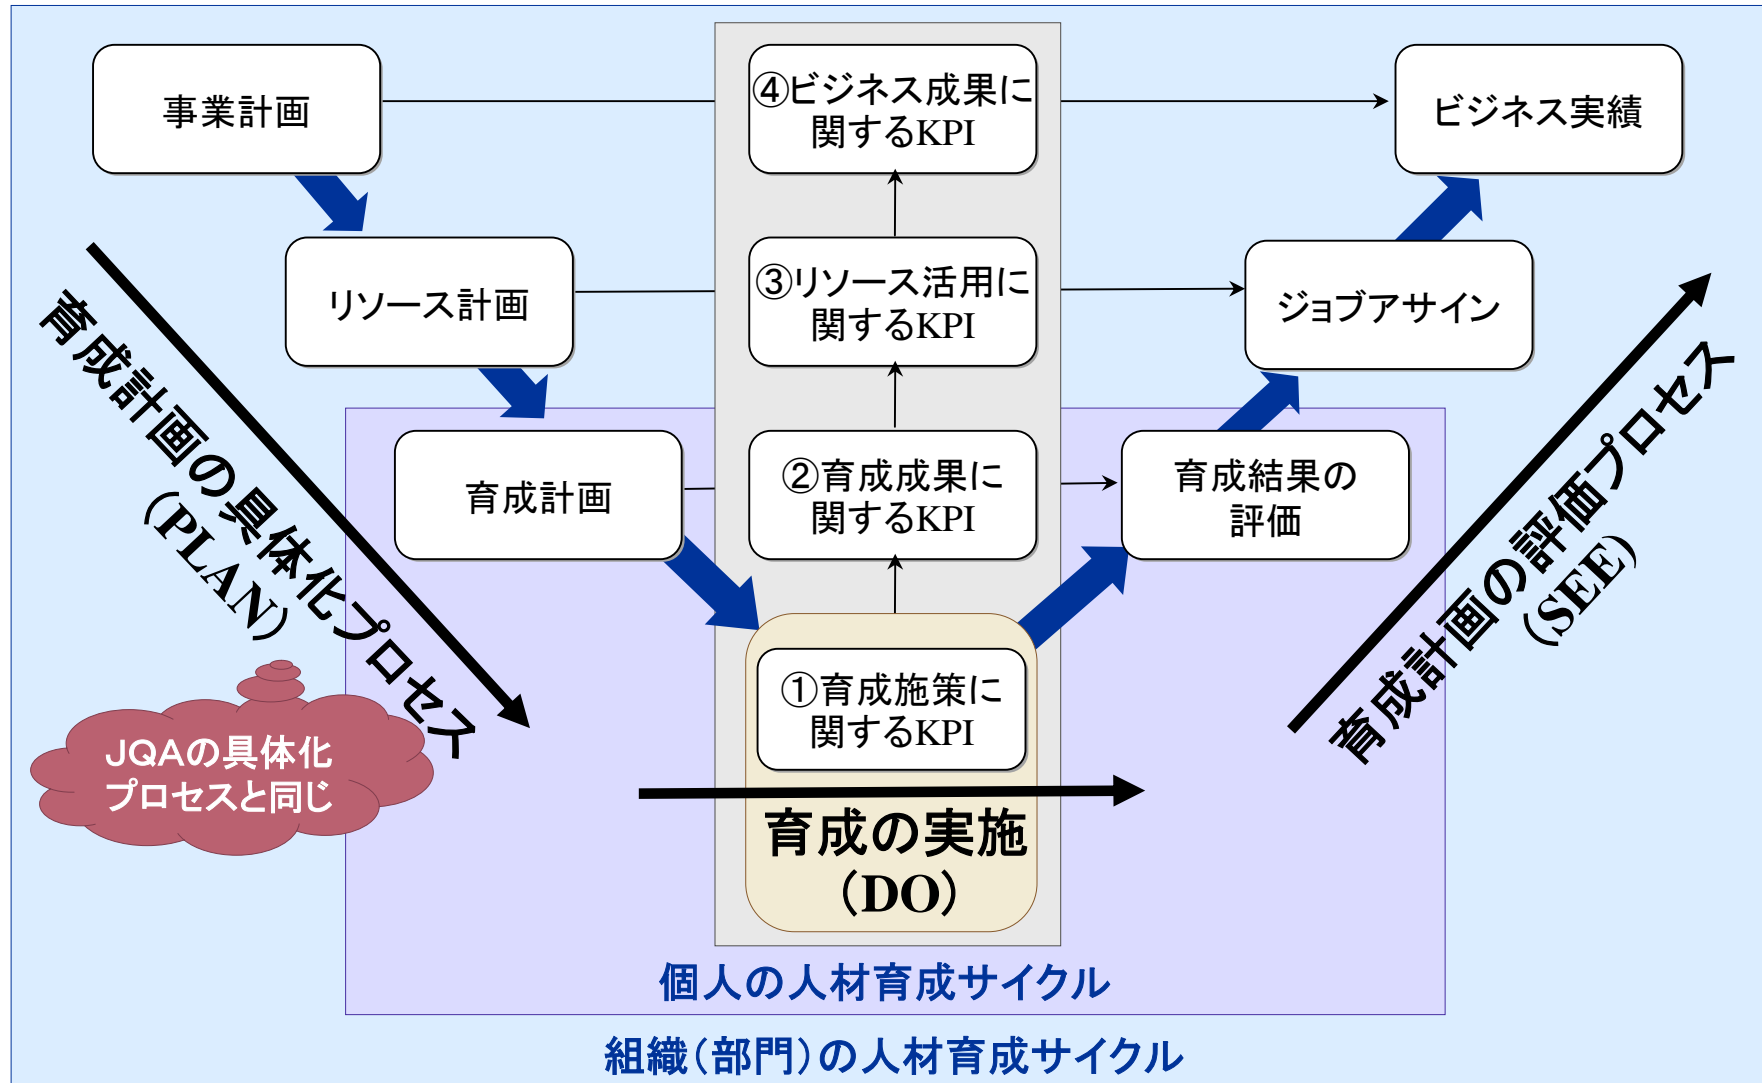 事業計画
④ビジネス成果に
関するKPI
ビジネス実績
リソース計画
③リソース活用に
関するKPI
ジョブアサイン
育成計画の具体化プロセス
（PLAN）
育成計画
②育成成果に
関するKPI
育成結果の
評価
育成計画の評価プロセス
（SEE）
①育成施策に
関するKPI
JQAの具体化
プロセスと同じ
育成の実施
（DO）
個人の人材育成サイクル
組織（部門）の人材育成サイクル